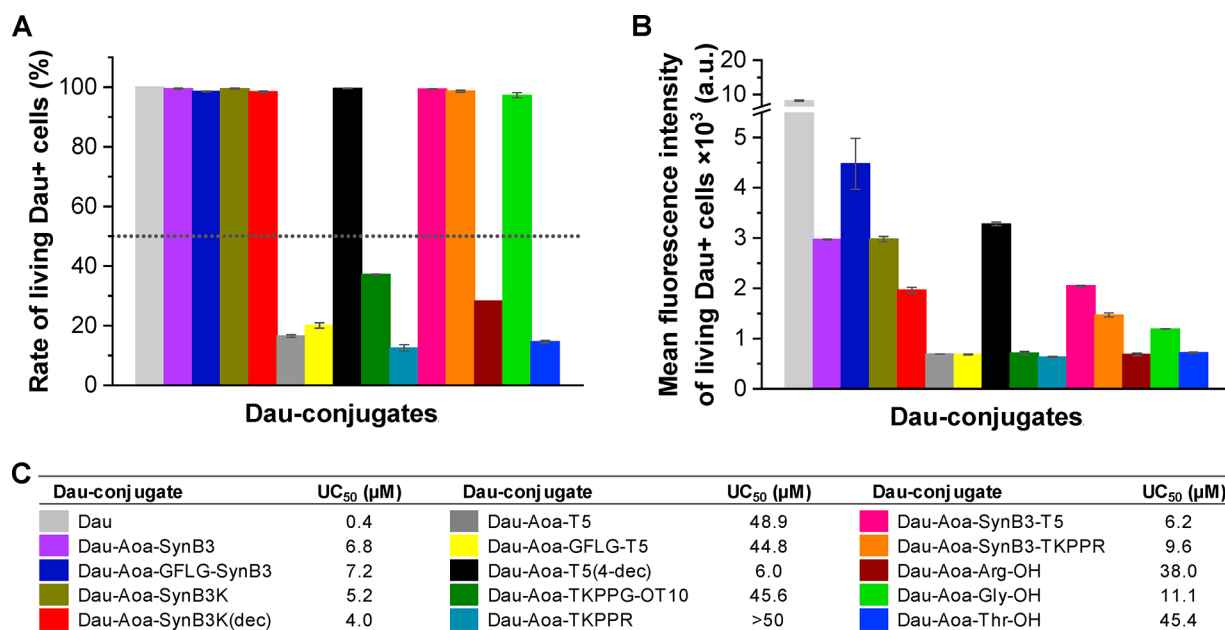 A
Rate of living Dau+ cells (%)
100
80
60
40
20
0
Dau-conjugates
B
Mean fluorescence intensity
of living Dau+ cells ×10³ (a.u.)
20
10
5
4
3
2
1
0
Dau-conjugates
C
Dau-conjugate UC₅₀ (µM) Dau-conjugate UC₅₀ (µM) Dau-conjugate UC₅₀ (µM)
Dau 0.4 Dau-Aoa-T5 48.9 Dau-Aoa-SynB3-T5 6.2
Dau-Aoa-SynB3 6.8 Dau-Aoa-GFLG-T5 44.8 Dau-Aoa-SynB3-TKPPR 9.6
Dau-Aoa-GFLG-SynB3 7.2 Dau-Aoa-T5(4-dec) 6.0 Dau-Aoa-Arg-OH 38.0
Dau-Aoa-SynB3K 5.2 Dau-Aoa-TKPPG-OT10 45.6 Dau-Aoa-Gly-OH 11.1
Dau-Aoa-SynB3K(dec) 4.0 Dau-Aoa-TKPPR >50 Dau-Aoa-Thr-OH 45.4